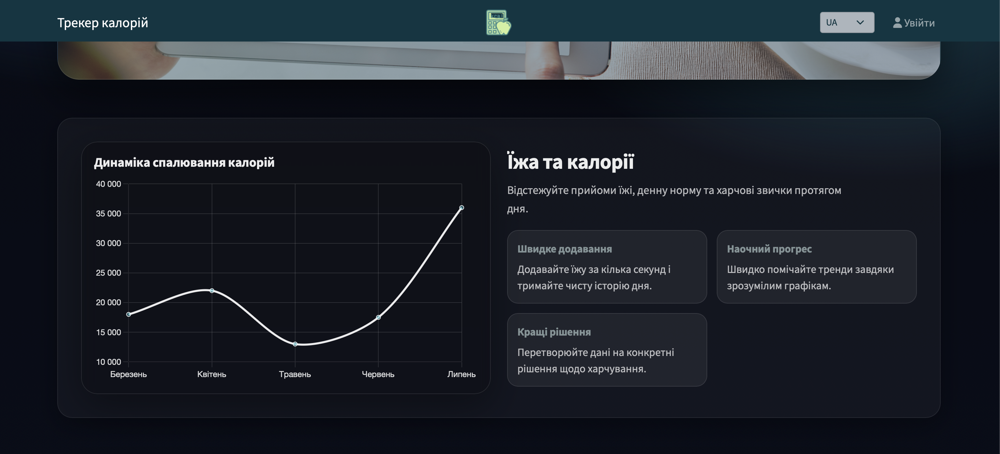 Трекер калорій
kcal
UA
Увійти
Динаміка спалювання калорій
40 000
35 000
30 000
25 000
20 000
15 000
10 000
Березень
Квітень
Травень
Червень
Липень
Їжа та калорії
Відстежуйте прийоми їжі, денну норму та харчові звички протягом
дня.
Швидке додавання
Додавайте їжу за кілька секунд і
тримайте чисту історію дня.
Наочний прогрес
Швидко помічайте тренди завдяки
зрозумілим графікам.
Кращі рішення
Перетворюйте дані на конкретні
рішення щодо харчування.